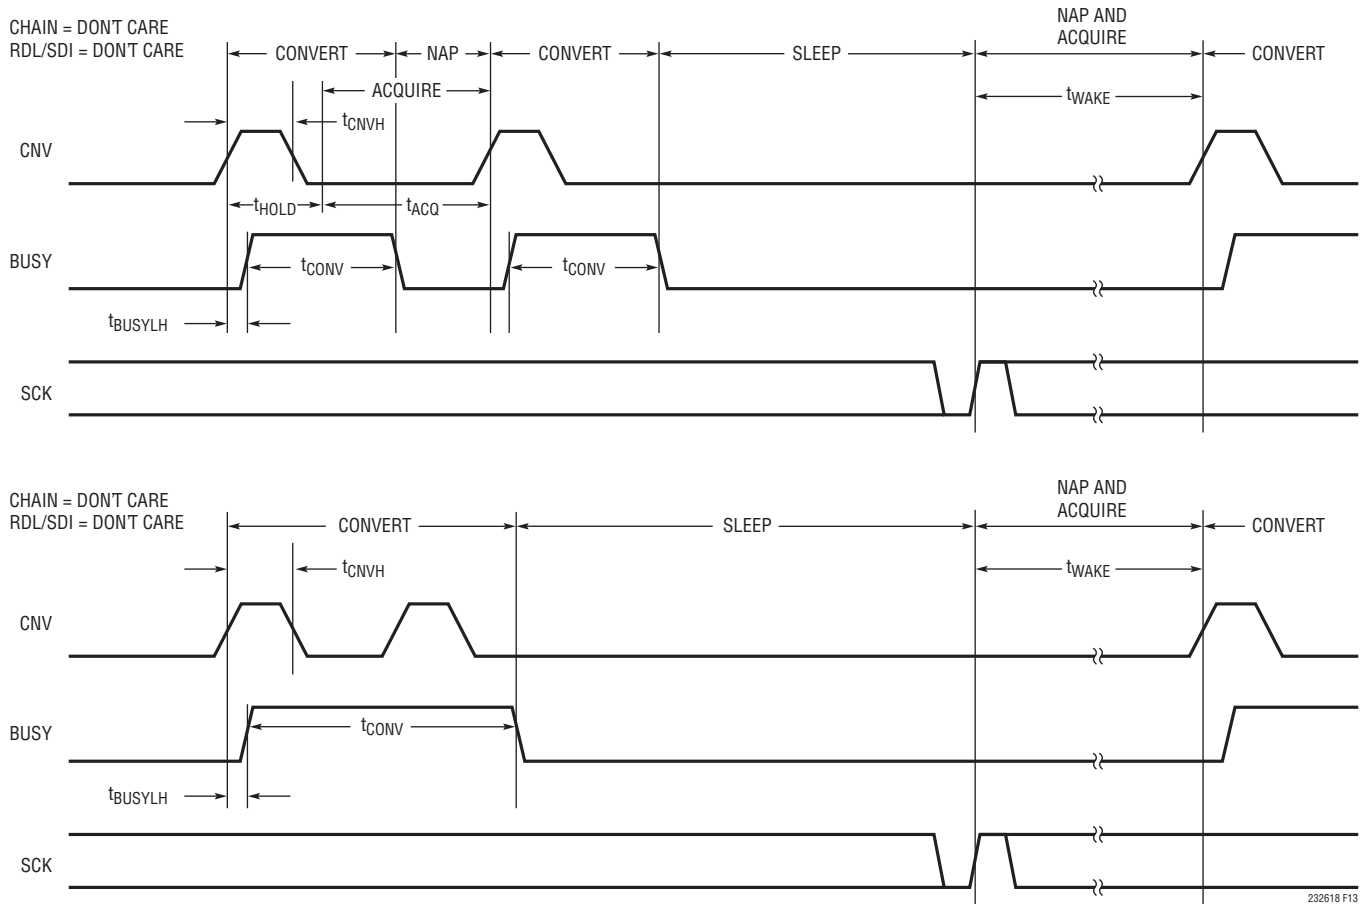 CHAIN = DON'T CARE
RDL/SDI = DON'T CARE
NAP AND
ACQUIRE
CONVERT
NAP
CONVERT
SLEEP
CONVERT
ACQUIRE
tWAKE
tCNVH
CNV
tHOLD
tACQ
BUSY
tCONV
tCONV
tBUSYLH
SCK
CHAIN = DON'T CARE
RDL/SDI = DON'T CARE
NAP AND
ACQUIRE
CONVERT
SLEEP
CONVERT
tCNVH
tWAKE
CNV
BUSY
tCONV
tBUSYLH
SCK
232618 F13